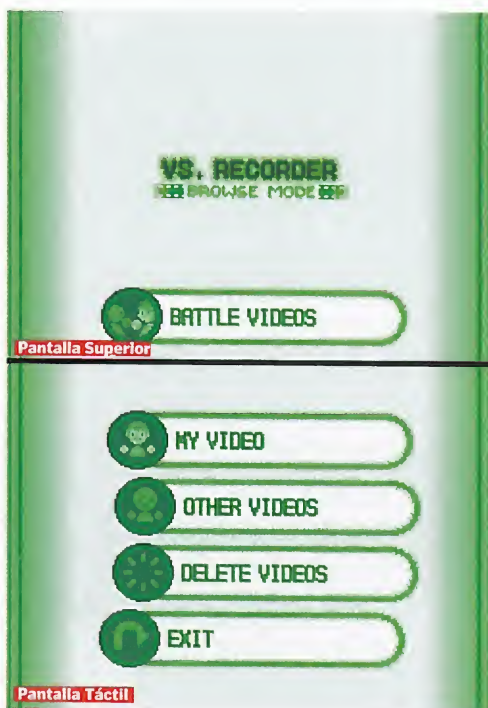 VS. RECORDER
BROWSE MODE
BATTLE VIDEOS
Pantalla Superior
MY VIDEO
OTHER VIDEOS
DELETE VIDEOS
EXIT
Pantalla Táctil